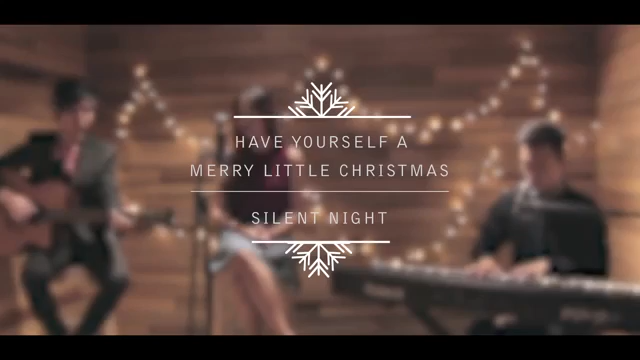 HAVE YOURSELF A
MERRY LITTLE CHRISTMAS
SILENT NIGHT